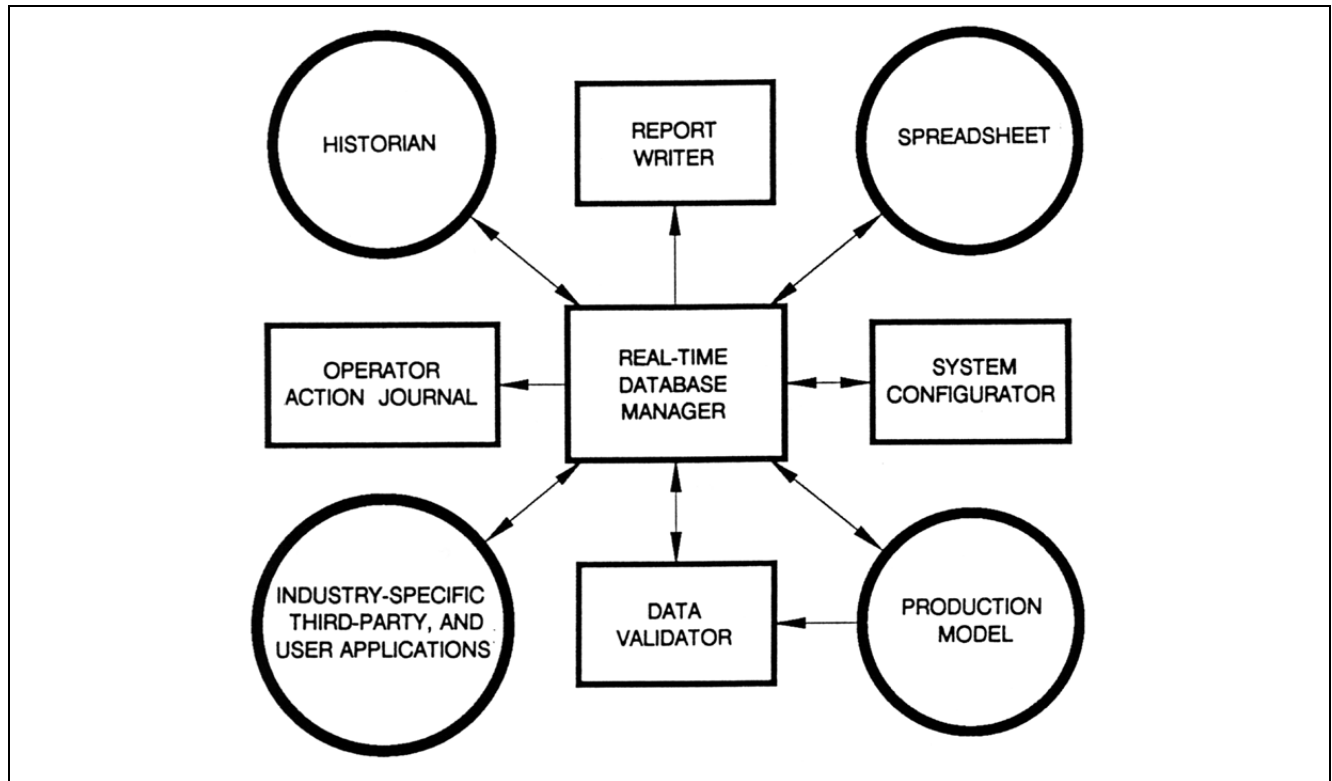 HISTORIAN
REPORT
WRITER
SPREADSHEET
OPERATOR
ACTION JOURNAL
REAL-TIME
DATABASE
MANAGER
SYSTEM
CONFIGURATOR
INDUSTRY-SPECIFIC
THIRD-PARTY, AND
USER APPLICATIONS
DATA
VALIDATOR
PRODUCTION
MODEL